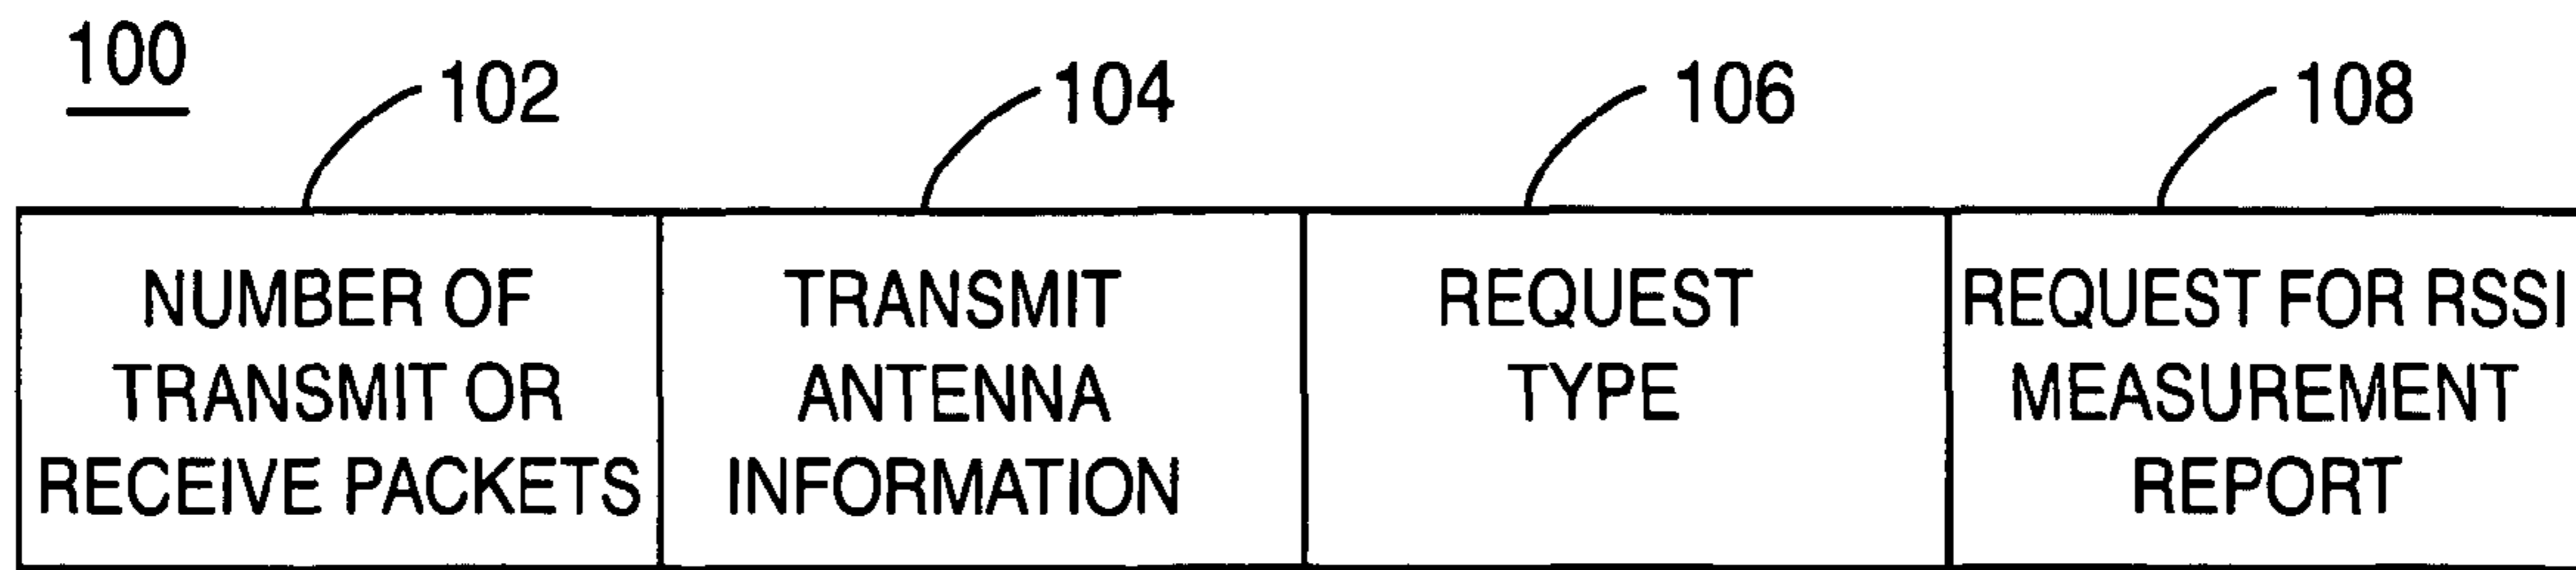 100
102
104
106
108
NUMBER OF
TRANSMIT OR
RECEIVE PACKETS
TRANSMIT
ANTENNA
INFORMATION
REQUEST
TYPE
REQUEST FOR RSSI
MEASUREMENT
REPORT